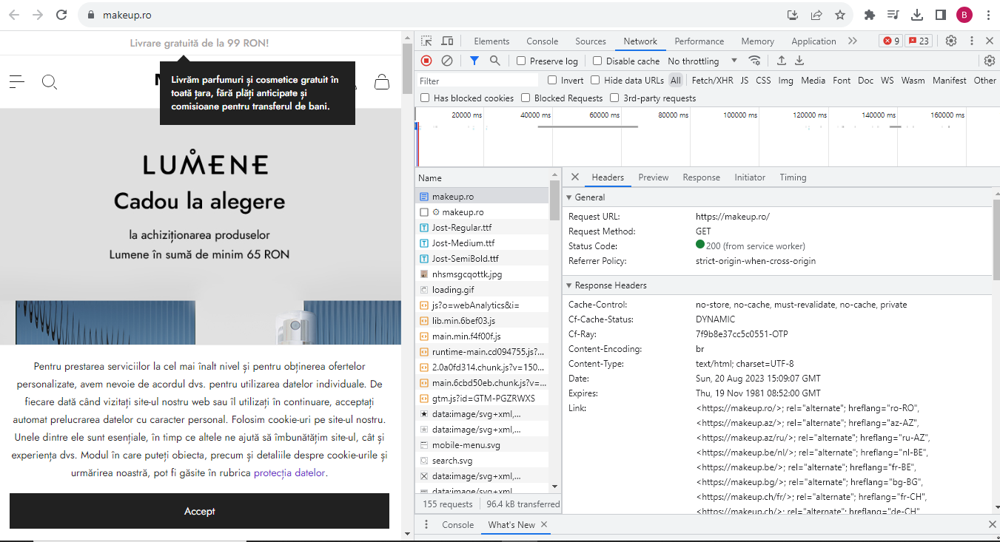 makeup.ro
B
Livrare gratuită de la 99 RON!
Livrăm parfumuri și cosmetice gratuit în
toată țara, fără plăți anticipate și
comisioane pentru transferul de bani.
LUMENE
Cadou la alegere
la achiziționarea produselor
Lumene în sumă de minim 65 RON
Pentru prestarea serviciilor la cel mai înalt nivel și pentru obținerea ofertelor
personalizate, avem nevoie de acordul dvs. pentru utilizarea datelor individuale. De
fiecare dată când vizitați site-ul nostru web sau îl utilizați în continuare, acceptați
automat prelucrarea datelor cu caracter personal. Folosim cookie-uri pe site-ul nostru.
Unele dintre ele sunt esențiale, în timp ce altele ne ajută să îmbunătățim site-ul, cât și
experiența dvs. Modul în care puteți obiecta, precum și detaliile despre cookie-urile și
urmărirea noastră, pot fi găsite în rubrica protecția datelor.
Accept
Elements Console Sources Network Performance Memory Application 9 23
Preserve log Disable cache No throttling
Filter Invert Hide data URLs All Fetch/XHR JS CSS Img Media Font Doc WS Wasm Manifest Other
Has blocked cookies Blocked Requests 3rd-party requests
20000 ms 40000 ms 60000 ms 80000 ms 100000 ms 120000 ms 140000 ms 160000 ms
Name
makeup.ro
makeup.ro
Jost-Regular.ttf
Jost-Medium.ttf
Jost-SemiBold.ttf
nhsmsgcqottk.jpg
loading.gif
js?o=webAnalytics&i=
lib.min.6bef03.js
main.min.f4f00f.js
runtime-main.cd094755.js?...
2.0a0fd314.chunk.js?v=150...
main.6cbd50eb.chunk.js?v=...
gtm.js?id=GTM-PGZRWXS
data:image/svg+xml,...
data:image/svg+xml,...
mobile-menu.svg
search.svg
data:image/svg+xml,...
data:image/svg+xml
155 requests 96.4 kB transferred
Headers Preview Response Initiator Timing
General
Request URL: https://makeup.ro/
Request Method: GET
Status Code: 200 (from service worker)
Referrer Policy: strict-origin-when-cross-origin
Response Headers
Cache-Control: no-store, no-cache, must-revalidate, no-cache, private
Cf-Cache-Status: DYNAMIC
Cf-Ray: 7f9b8e37cc5c0551-OTP
Content-Encoding: br
Content-Type: text/html; charset=UTF-8
Date: Sun, 20 Aug 2023 15:09:07 GMT
Expires: Thu, 19 Nov 1981 08:52:00 GMT
Link: <https://makeup.ro/>; rel="alternate"; hreflang="ro-RO",
<https://makeup.az/>; rel="alternate"; hreflang="az-AZ",
<https://makeup.az/ru/>; rel="alternate"; hreflang="ru-AZ",
<https://makeup.be/nl/>; rel="alternate"; hreflang="nl-BE",
<https://makeup.be/>; rel="alternate"; hreflang="fr-BE",
<https://makeup.bg/>; rel="alternate"; hreflang="bg-BG",
<https://makeup.ch/fr/>; rel="alternate"; hreflang="fr-CH",
<https://makeup.ch/>; rel="alternate"; hreflang="de-CH"
Console What's New